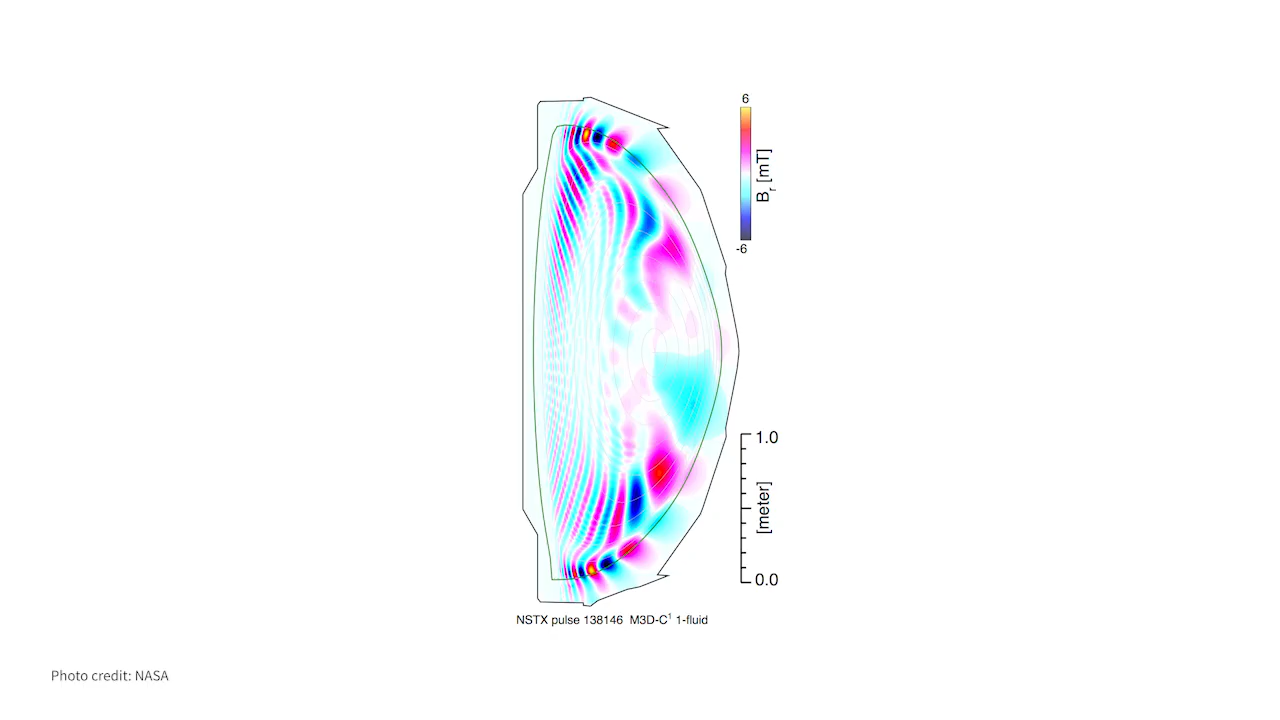 6
B_r [mT]
-6
1.0
[meter]
0.0
NSTX pulse 138146 M3D-C¹ 1-fluid
Photo credit: NASA